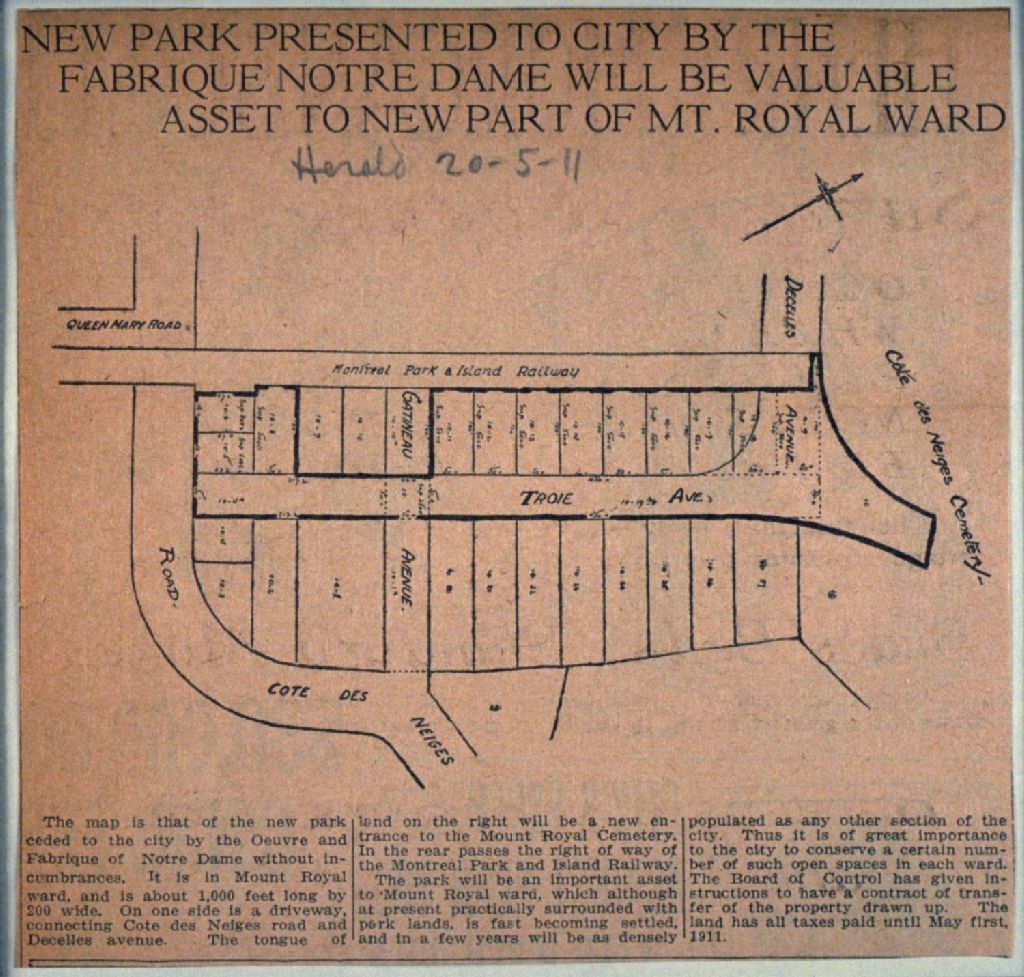 NEW PARK PRESENTED TO CITY BY THE
FABRIQUE NOTRE DAME WILL BE VALUABLE
ASSET TO NEW PART OF MT. ROYAL WARD
Herald 20-5-11
DECELLES
QUEEN MARY ROAD
Montreal Park & Island Railway
Coté des Neiges Cemetery
GATINEAU
AVENUE
TROIE AVE,
ROAD.
AVENUE.
COTE DES
NEIGES
The map is that of the new park
ceded to the city by the Oeuvre and
Fabrique of Notre Dame without in-
cumbrances. It is in Mount Royal
ward, and is about 1,000 feet long by
200 wide. On one side is a driveway,
connecting Cote des Neiges road and
Decelles avenue. The tongue of
land on the right will be a new en-
trance to the Mount Royal Cemetery.
In the rear passes the right of way of
the Montreal Park and Island Railway.
The park will be an important asset
to Mount Royal ward, which although
at present practically surrounded with
park lands, is fast becoming settled,
and in a few years will be as densely
populated as any other section of the
city. Thus it is of great importance
to the city to conserve a certain num-
ber of such open spaces in each ward.
The Board of Control has given in-
structions to have a contract of trans-
fer of the property drawn up. The
land has all taxes paid until May first,
1911.